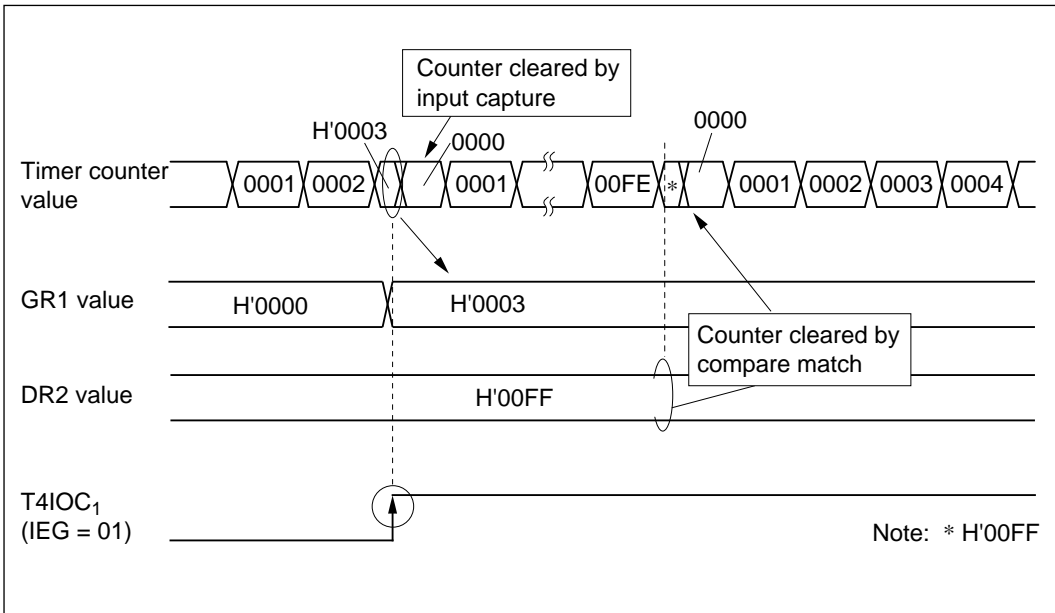 Counter cleared by
input capture
H'0003
0000
0000
Timer counter
value
0001
0002
0001
00FE
*
0001
0002
0003
0004
GR1 value
H'0000
H'0003
Counter cleared by
compare match
DR2 value
H'00FF
T4IOC1
(IEG = 01)
Note: * H'00FF